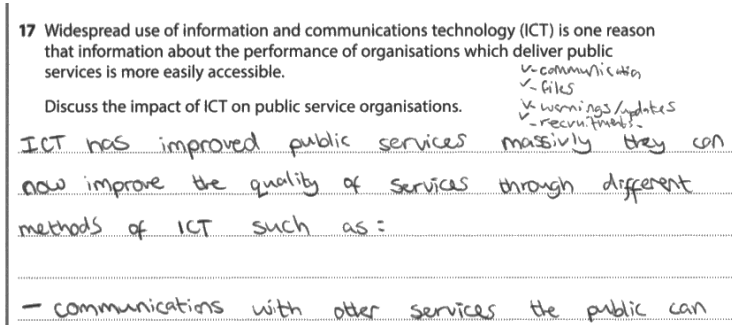 17 Widespread use of information and communications technology (ICT) is one reason
that information about the performance of organisations which deliver public
services is more easily accessible.
✓-communication
✓-files
Discuss the impact of ICT on public service organisations.
✓-warnings/updates
✓-recruitments.
ICT has improved public services massivly they can
now improve the quality of services through different
methods of ICT such as:
- communications with otter services the public can